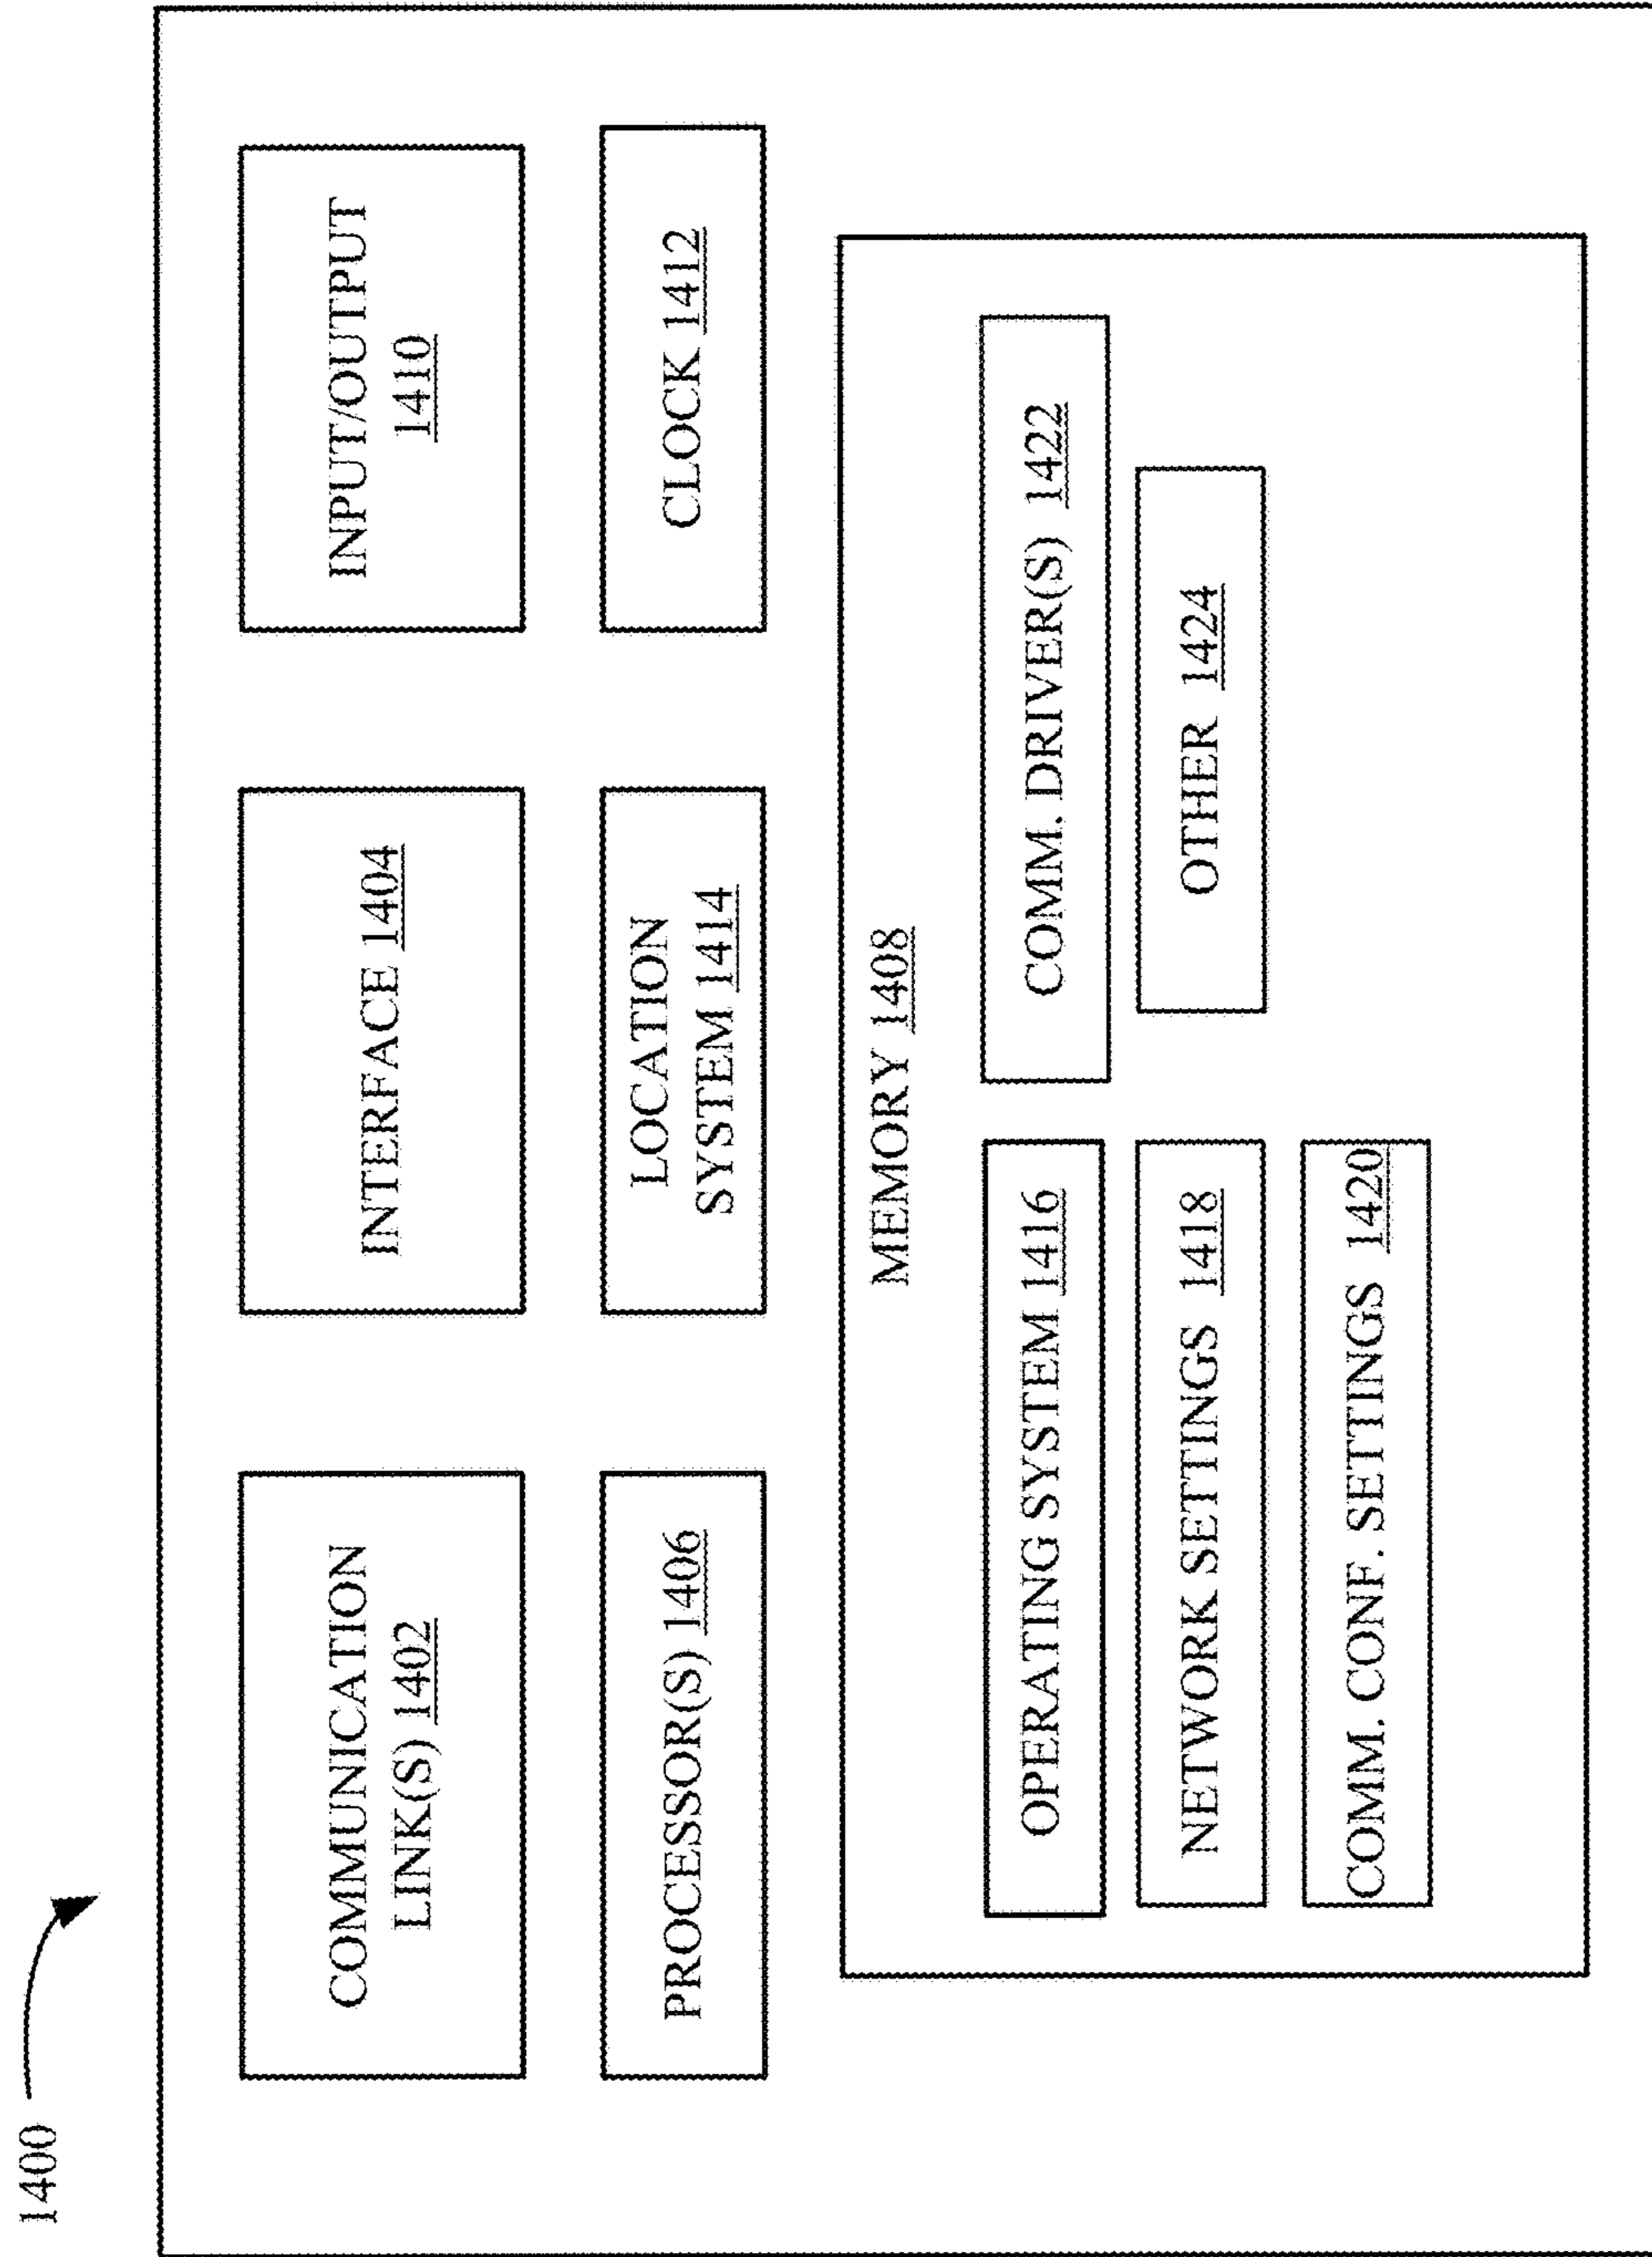 1400
COMMUNICATION
LINK(S) 1402
INTERFACE 1404
INPUT/OUTPUT
1410
PROCESSOR(S) 1406
LOCATION
SYSTEM 1414
CLOCK 1412
MEMORY 1408
OPERATING SYSTEM 1416
COMM. DRIVER(S) 1422
NETWORK SETTINGS 1418
OTHER 1424
COMM. CONF. SETTINGS 1420